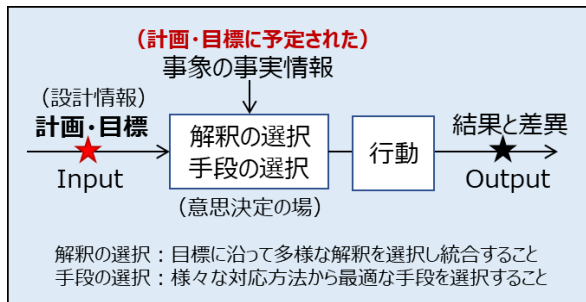 (計画・目標に予定された)
事象の事実情報
(設計情報)
計画・目標
Input
解釈の選択
手段の選択
(意思決定の場)
行動
結果と差異
Output
解釈の選択：目標に沿って多様な解釈を選択し統合すること
手段の選択：様々な対応方法から最適な手段を選択すること